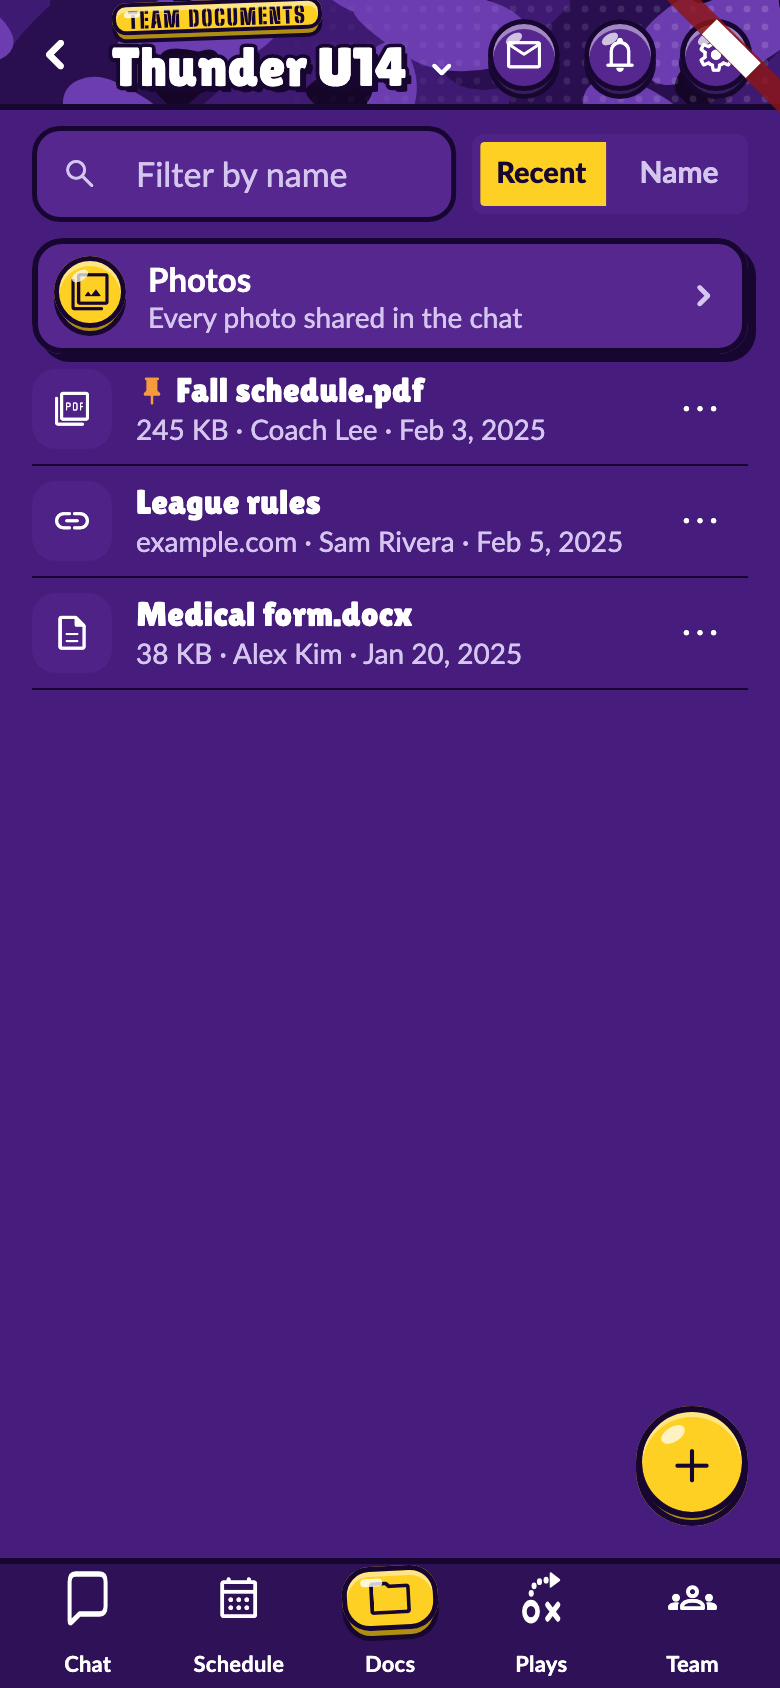 TEAM DOCUMENTS
Thunder U14
Filter by name
Recent
Name
Photos
Every photo shared in the chat
PDF
Fall schedule.pdf
245 KB · Coach Lee · Feb 3, 2025
League rules
example.com · Sam Rivera · Feb 5, 2025
Medical form.docx
38 KB · Alex Kim · Jan 20, 2025
Chat
Schedule
Docs
Plays
Team